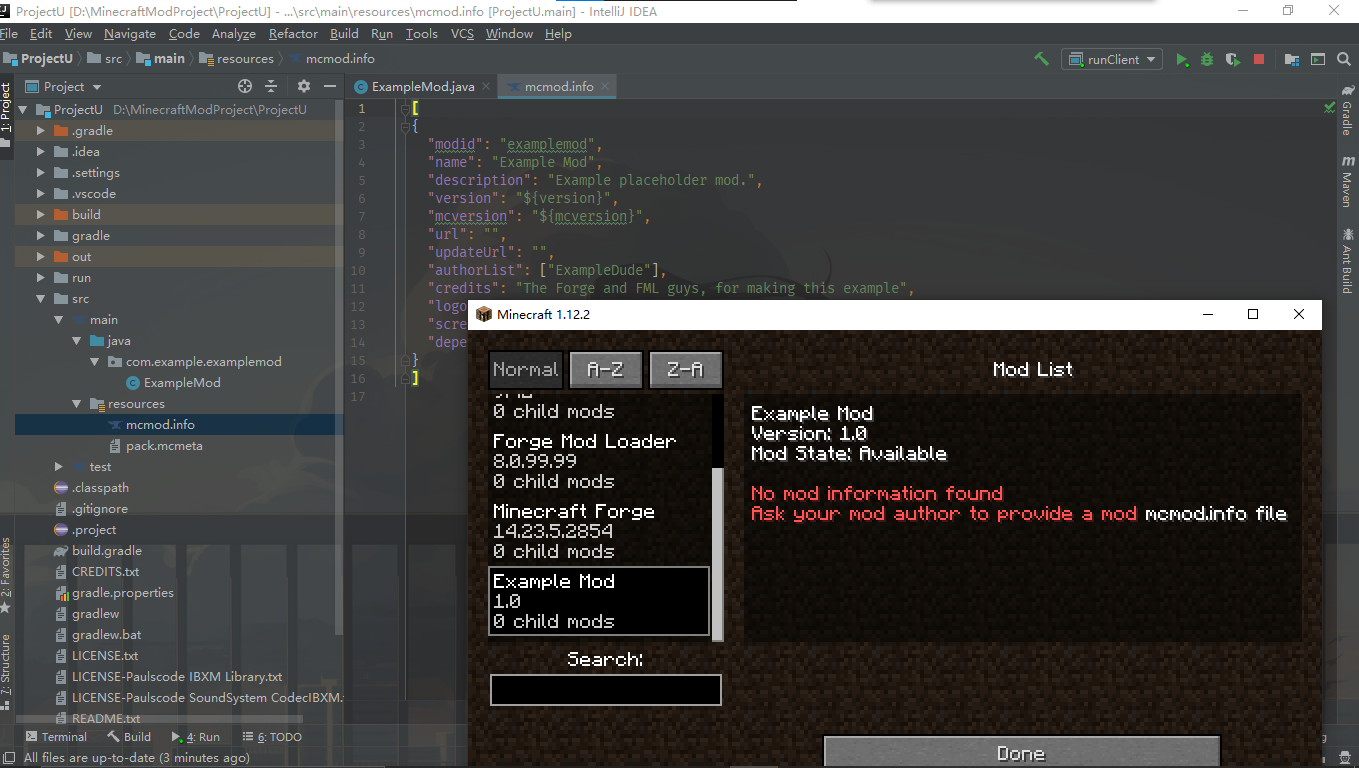 ProjectU [D:\MinecraftModProject\ProjectU] - ...\src\main\resources\mcmod.info [ProjectU.main] - IntelliJ IDEA
File Edit View Navigate Code Analyze Refactor Build Run Tools VCS Window Help
ProjectU src main resources mcmod.info runClient
Project
ExampleMod.java
mcmod.info
1: Project
ProjectU D:\MinecraftModProject\ProjectU
.gradle
.idea
.settings
.vscode
build
gradle
out
run
src
main
java
com.example.examplemod
ExampleMod
resources
mcmod.info
pack.mcmeta
test
.classpath
.gitignore
.project
build.gradle
CREDITS.txt
gradle.properties
gradlew
gradlew.bat
LICENSE.txt
LICENSE-Paulscode IBXM Library.txt
LICENSE-Paulscode SoundSystem CodecIBXM.
README.txt
2: Favorites
7: Structure
1 [
2 {
3 "modid": "examplemod",
4 "name": "Example Mod",
5 "description": "Example placeholder mod.",
6 "version": "${version}",
7 "mcversion": "${mcversion}",
8 "url": "",
9 "updateUrl": "",
10 "authorList": ["ExampleDude"],
11 "credits": "The Forge and FML guys, for making this example",
12 "logo
13 "scre
14 "depe
15 }
16 ]
17
Gradle
m Maven
Ant Build
Minecraft 1.12.2
Normal A-Z Z-A
0 child mods
Forge Mod Loader
8.0.99.99
0 child mods
Minecraft Forge
14.23.5.2854
0 child mods
Example Mod
1.0
0 child mods
Search:
Mod List
Example Mod
Version: 1.0
Mod State: Available
No mod information found
Ask your mod author to provide a mod mcmod.info file
Done
Terminal Build 4: Run 6: TODO
All files are up-to-date (3 minutes ago)